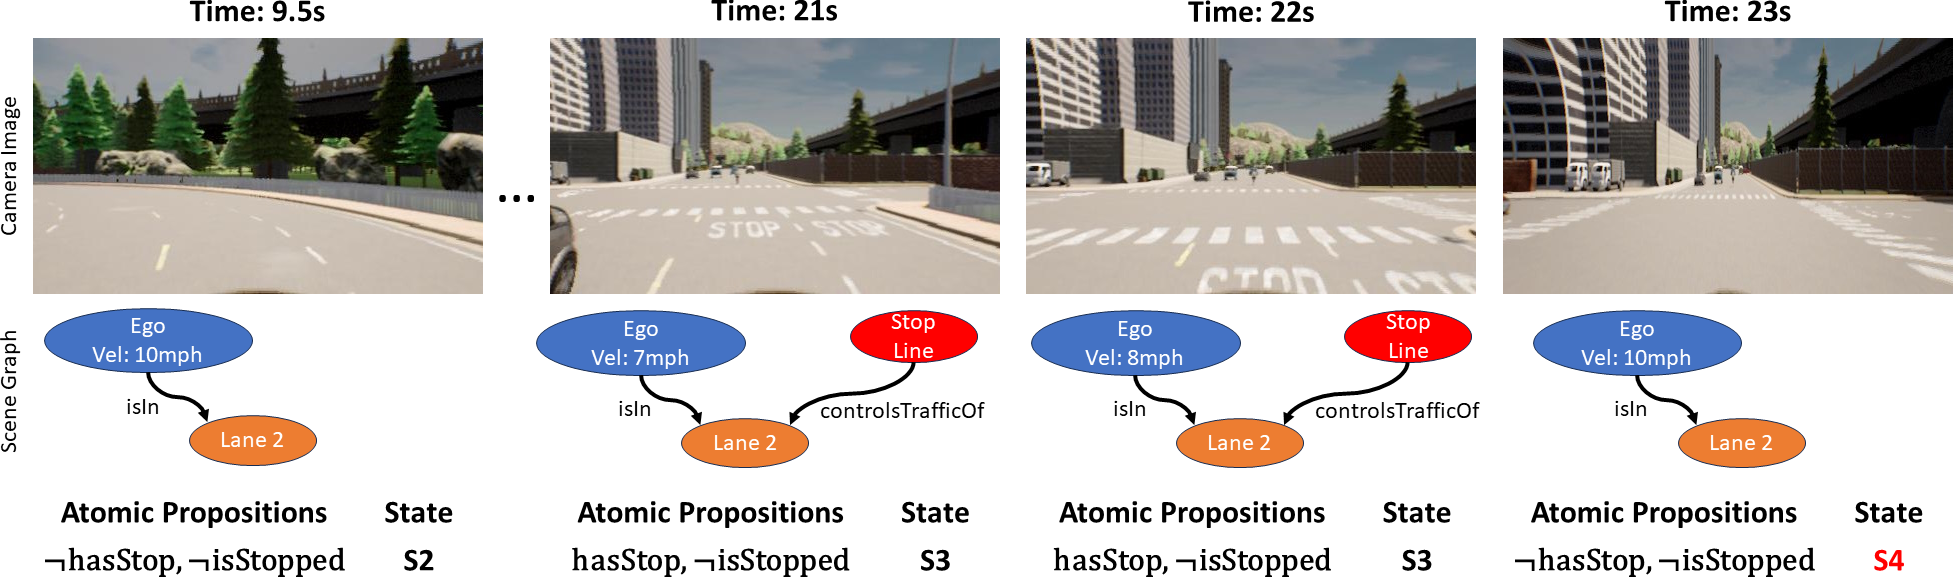 Time: 9.5s
Time: 21s
Time: 22s
Time: 23s
Camera Image
...
STOP STOP
STOP
Scene Graph
Ego
Vel: 10mph
isIn
Lane 2
Ego
Vel: 7mph
Stop
Line
isIn
controlsTrafficOf
Lane 2
Ego
Vel: 8mph
Stop
Line
isIn
controlsTrafficOf
Lane 2
Ego
Vel: 10mph
isIn
Lane 2
Atomic Propositions State
¬hasStop, ¬isStopped S2
Atomic Propositions State
hasStop, ¬isStopped S3
Atomic Propositions State
hasStop, ¬isStopped S3
Atomic Propositions State
¬hasStop, ¬isStopped S4